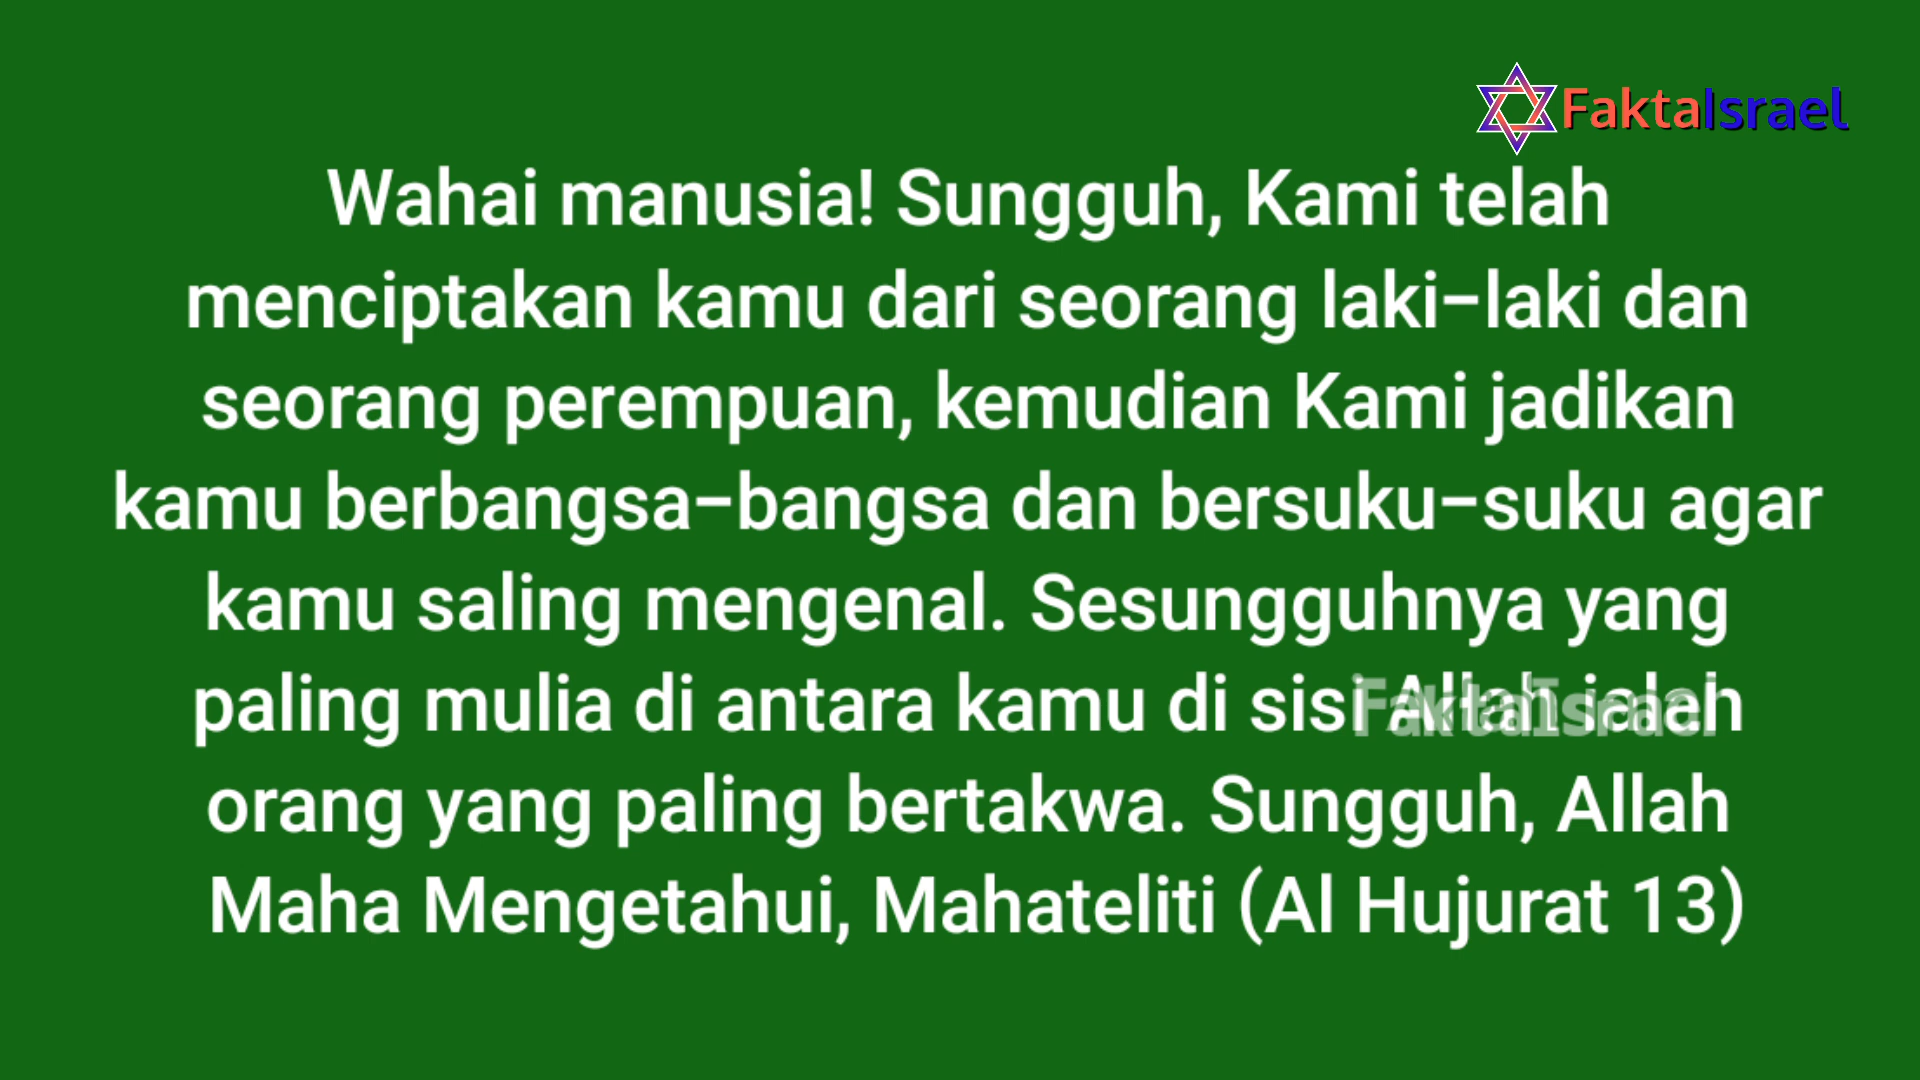 FaktaIsrael
Wahai manusia! Sungguh, Kami telah
menciptakan kamu dari seorang laki-laki dan
seorang perempuan, kemudian Kami jadikan
kamu berbangsa-bangsa dan bersuku-suku agar
kamu saling mengenal. Sesungguhnya yang
paling mulia di antara kamu di sisi Allah ialah
FaktaIsrael
orang yang paling bertakwa. Sungguh, Allah
Maha Mengetahui, Mahateliti (Al Hujurat 13)